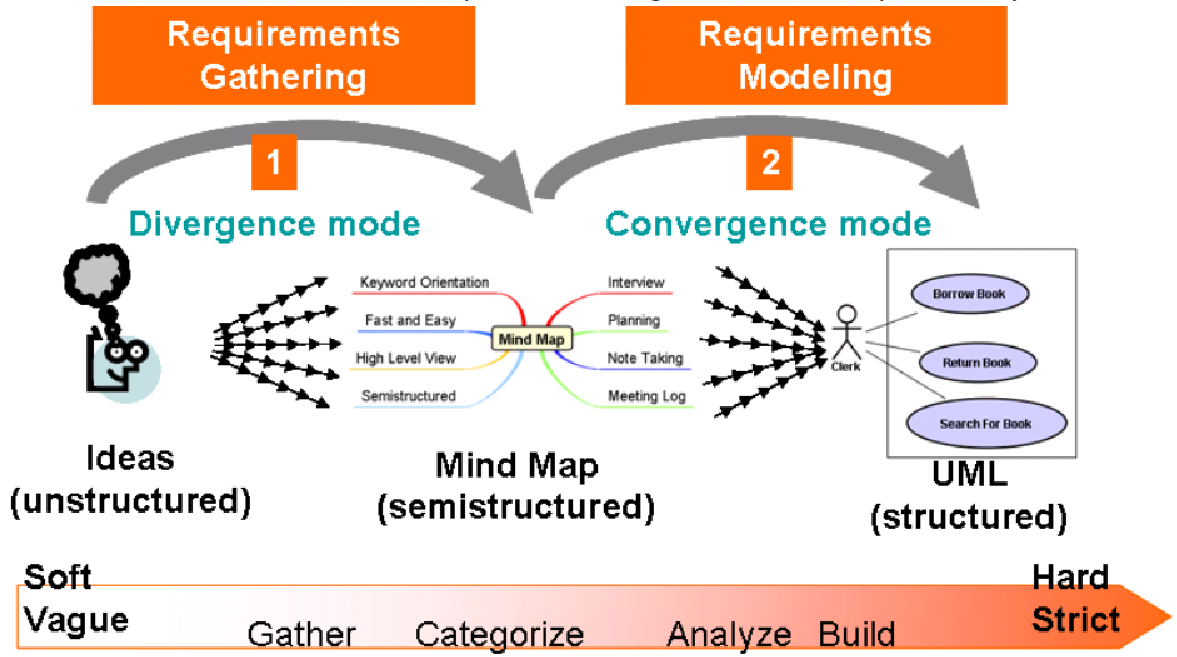 Requirements
Gathering
Requirements
Modeling
1
2
Divergence mode
Convergence mode
Keyword Orientation
Fast and Easy
High Level View
Semistructured
Mind Map
Interview
Planning
Note Taking
Meeting Log
Clerk
Borrow Book
Return Book
Search For Book
Ideas
(unstructured)
Mind Map
(semistructured)
UML
(structured)
Soft
Vague
Gather
Categorize
Analyze
Build
Hard
Strict